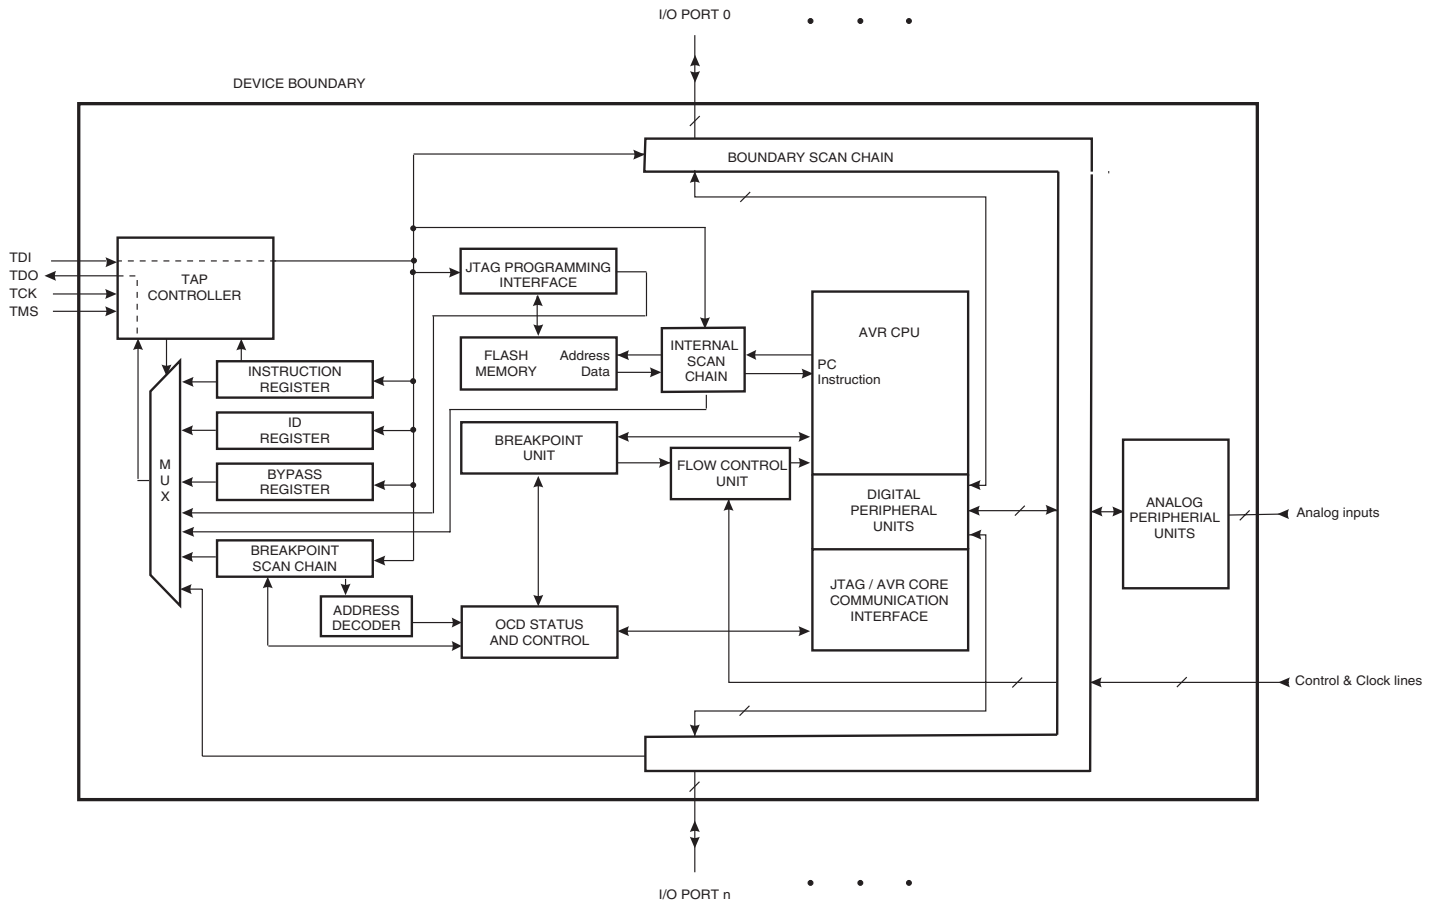 I/O PORT 0
DEVICE BOUNDARY
BOUNDARY SCAN CHAIN
TDI
TDO
TCK
TMS
TAP
CONTROLLER
JTAG PROGRAMMING
INTERFACE
AVR CPU
FLASH
MEMORY
Address
Data
INTERNAL
SCAN
CHAIN
PC
Instruction
INSTRUCTION
REGISTER
ID
REGISTER
BREAKPOINT
UNIT
FLOW CONTROL
UNIT
M
U
X
BYPASS
REGISTER
DIGITAL
PERIPHERAL
UNITS
ANALOG
PERIPHERIAL
UNITS
Analog inputs
BREAKPOINT
SCAN CHAIN
JTAG / AVR CORE
COMMUNICATION
INTERFACE
ADDRESS
DECODER
OCD STATUS
AND CONTROL
Control & Clock lines
I/O PORT n